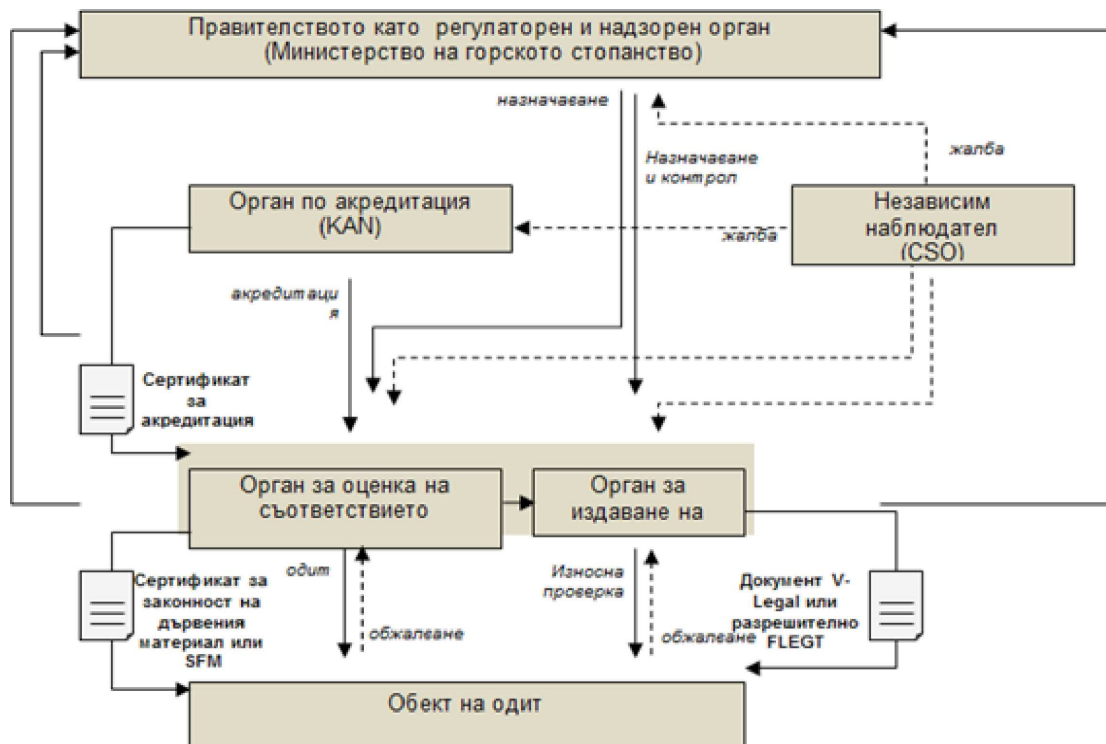 Правителството като регулаторен и надзорен орган
(Министерство на горското стопанство)
назначаване
жалба
Назначаване
и контрол
Орган по акредитация
(KAN)
Независим
наблюдател
(CSO)
жалба
акредитаци
я
Сертификат
за
акредитация
Орган за оценка на
съответствието
Орган за
издаване на
одит
Износна
проверка
Сертификат за
законност на
дървения
материал или
SFM
обжалване
обжалване
Документ V-
Legal или
разрешително
FLEGT
Обект на одит